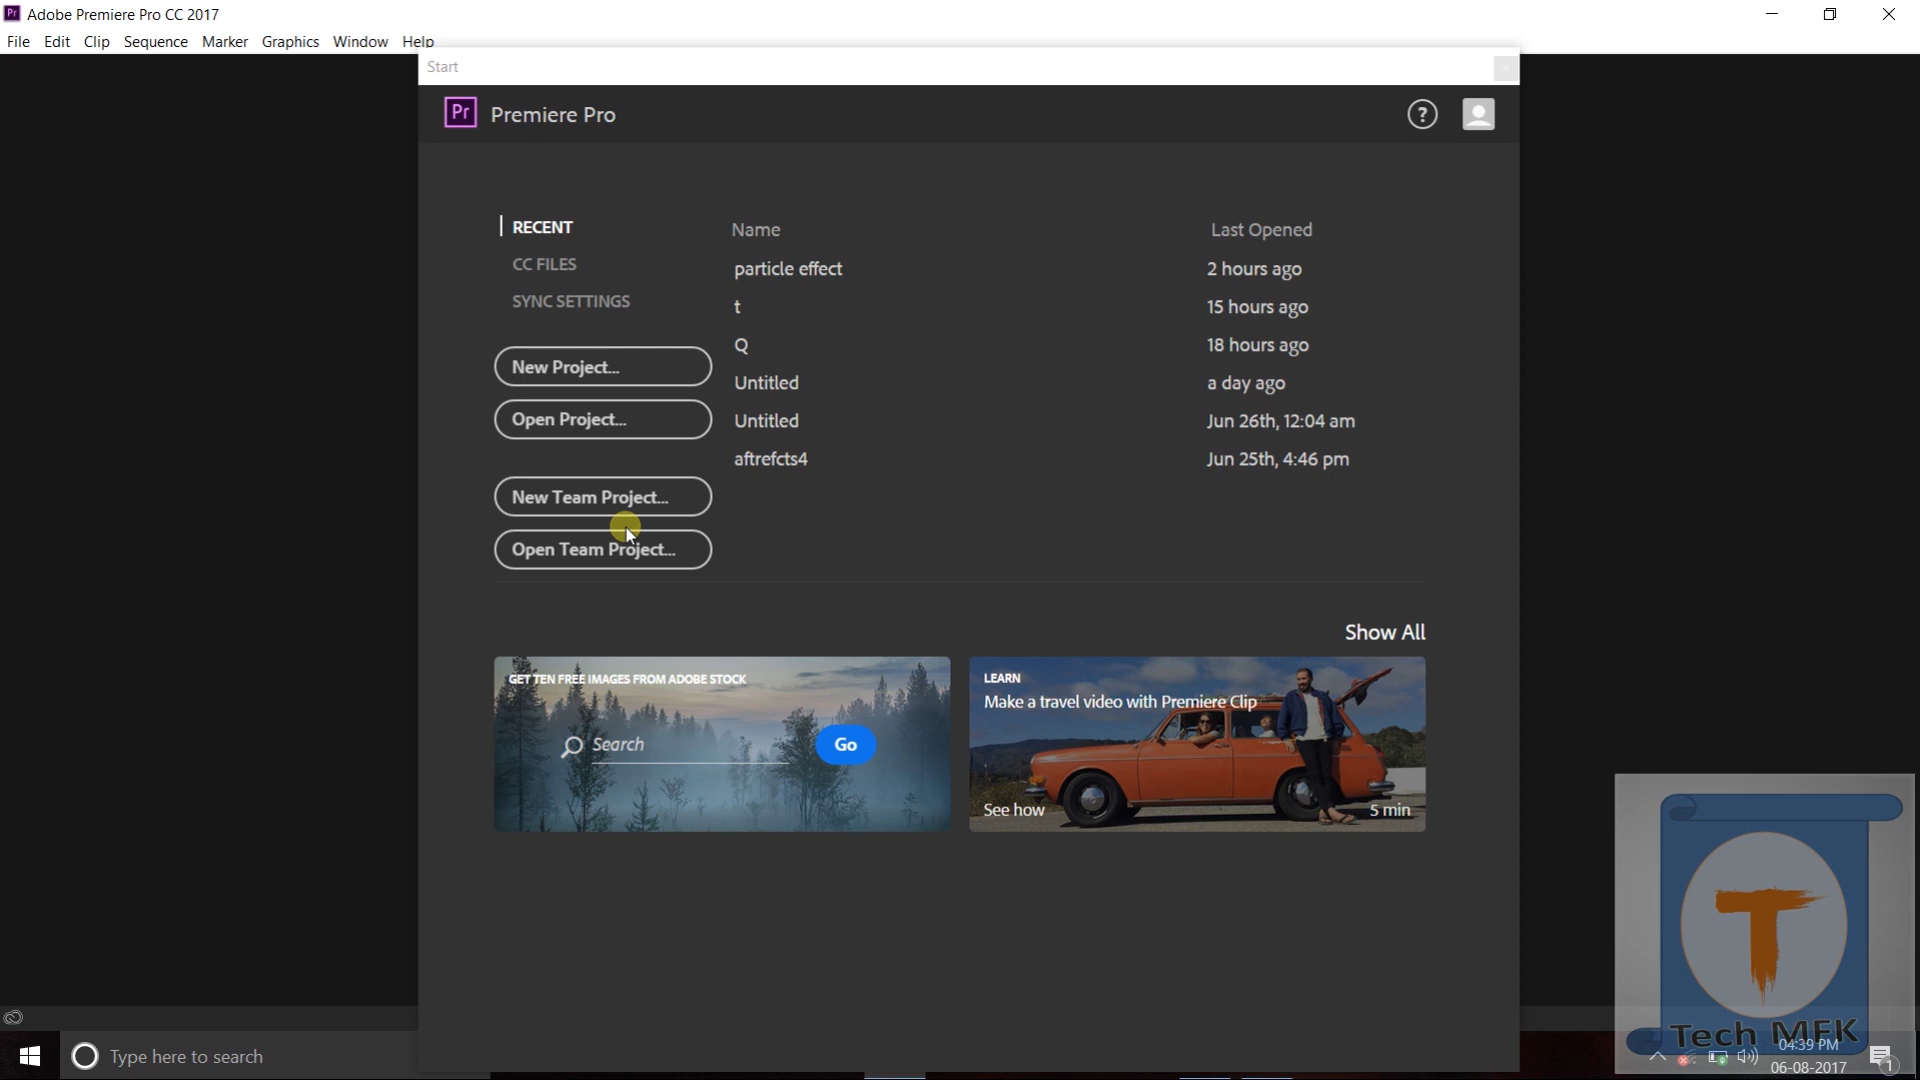 Pr Adobe Premiere Pro CC 2017
File Edit Clip Sequence Marker Graphics Window Help
Start
Pr Premiere Pro ?
RECENT
CC FILES
SYNC SETTINGS
New Project...
Open Project...
New Team Project...
Open Team Project...
Name Last Opened
particle effect 2 hours ago
t 15 hours ago
Q 18 hours ago
Untitled a day ago
Untitled Jun 26th, 12:04 am
aftrefcts4 Jun 25th, 4:46 pm
Show All
GET TEN FREE IMAGES FROM ADOBE STOCK
Search Go
LEARN
Make a travel video with Premiere Clip
See how 5 min
T
Tech MFK
Type here to search
04:39 PM
06-08-2017
1